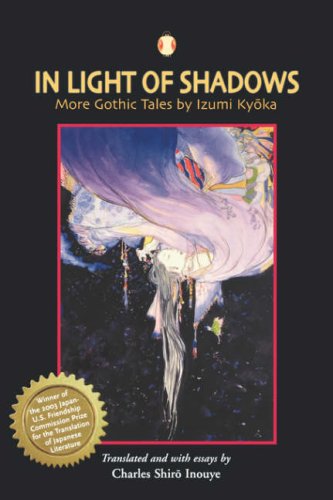 IN LIGHT OF SHADOWS
More Gothic Tales by Izumi Kyōka
Winner of
the 2003 Japan-
U.S. Friendship
Commission Prize
for the Translation
of Japanese
Literature
Translated and with essays by
Charles Shirō Inouye